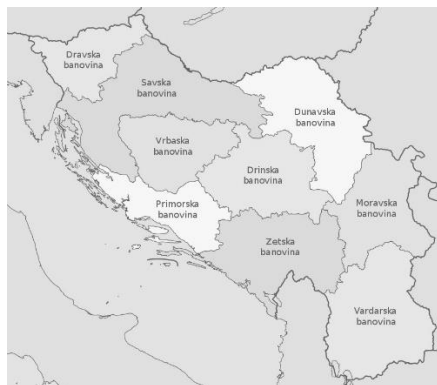 Dravska
banovina
Savska
banovina
Dunavska
banovina
Vrbaska
banovina
Drinska
banovina
Primorska
banovina
Moravska
banovina
Zetska
banovina
Vardarska
banovina